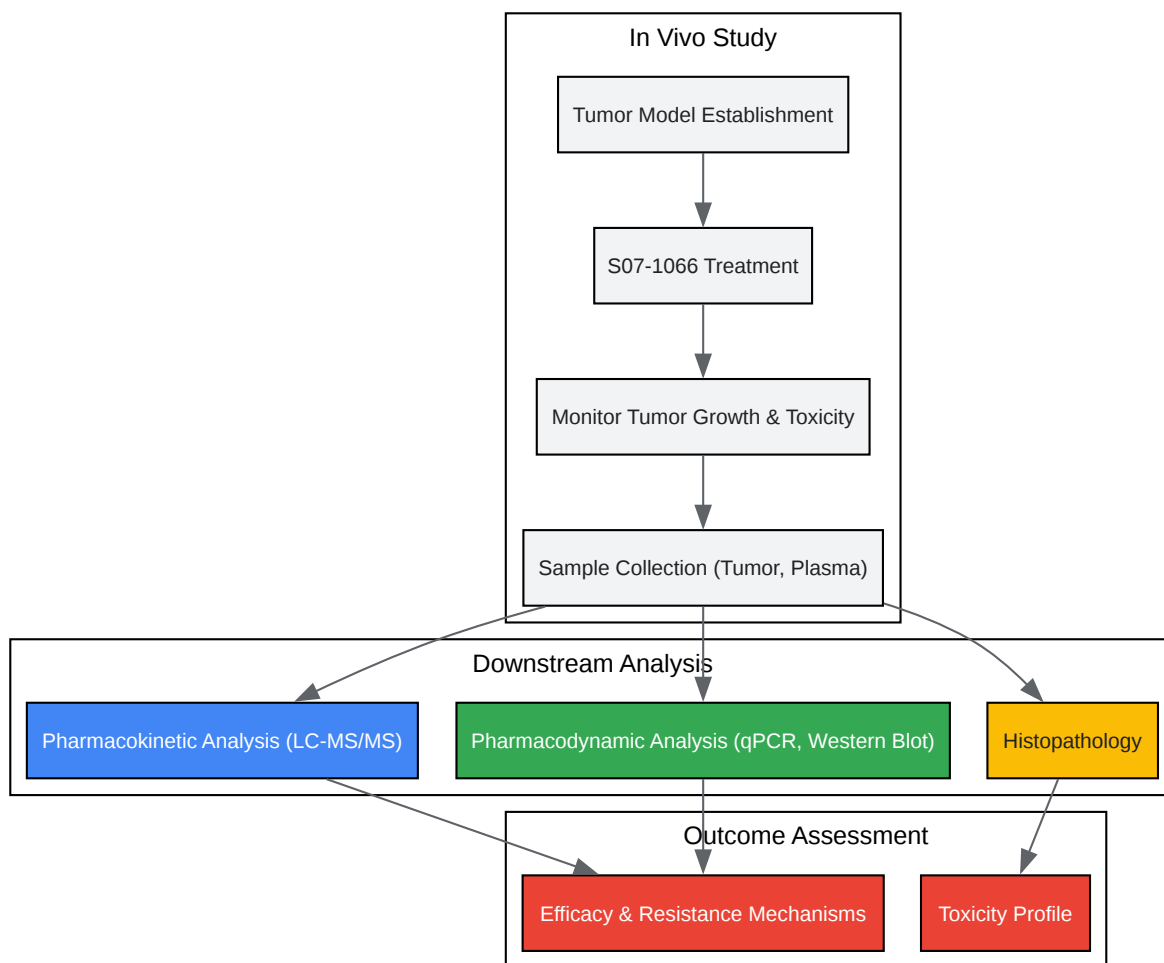 In Vivo Study
Tumor Model Establishment
S07-1066 Treatment
Monitor Tumor Growth & Toxicity
Sample Collection (Tumor, Plasma)
Downstream Analysis
Pharmacokinetic Analysis (LC-MS/MS)
Pharmacodynamic Analysis (qPCR, Western Blot)
Histopathology
Outcome Assessment
Efficacy & Resistance Mechanisms
Toxicity Profile